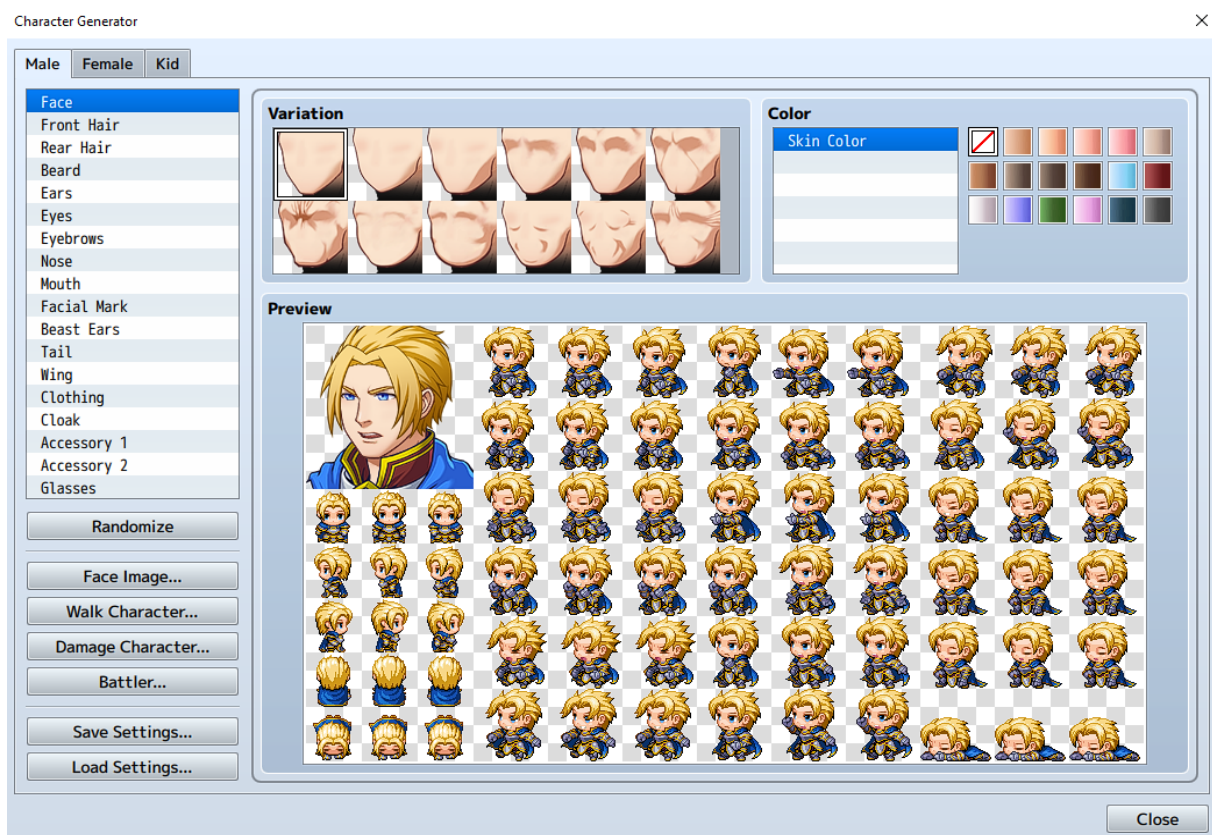 Character Generator
Male
Female
Kid
Face
Front Hair
Rear Hair
Beard
Ears
Eyes
Eyebrows
Nose
Mouth
Facial Mark
Beast Ears
Tail
Wing
Clothing
Cloak
Accessory 1
Accessory 2
Glasses
Randomize
Face Image...
Walk Character...
Damage Character...
Battler...
Save Settings...
Load Settings...
Variation
Color
Skin Color
Preview
Close